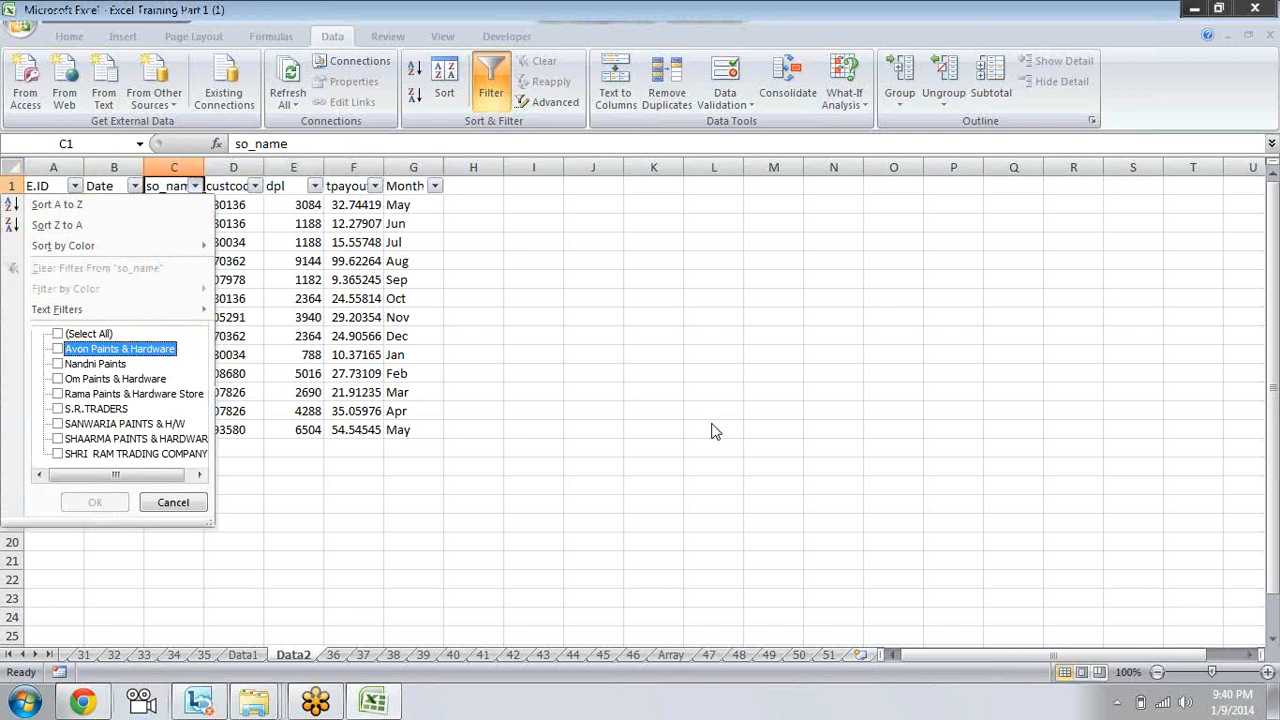 Microsoft Excel - Excel Training Part 1 (1)
Home Insert Page Layout Formulas Data Review View Developer
From Access
From Web
From Text
From Other Sources
Existing Connections
Get External Data
Refresh All
Connections
Properties
Edit Links
Connections
Sort
Filter
Clear
Reapply
Advanced
Sort & Filter
Text to Columns
Remove Duplicates
Data Validation
Consolidate
What-If Analysis
Data Tools
Group
Ungroup
Subtotal
Show Detail
Hide Detail
Outline
C1 fx so_name
A B C D E F G H I J K L M N O P Q R S T U
1 E.ID Date so_nam custcod dpl tpayou Month
80136 3084 32.74419 May
80136 1188 12.27907 Jun
80034 1188 15.55748 Jul
70362 9144 99.62264 Aug
07978 1182 9.365245 Sep
80136 2364 24.55814 Oct
05291 3940 29.20354 Nov
70362 2364 24.90566 Dec
80034 788 10.37165 Jan
08680 5016 27.73109 Feb
07826 2690 21.91235 Mar
07826 4288 35.05976 Apr
93580 6504 54.54545 May
Sort A to Z
Sort Z to A
Sort by Color
Clear Filter From "so_name"
Filter by Color
Text Filters
(Select All)
Avon Paints & Hardware
Nandni Paints
Om Paints & Hardware
Rama Paints & Hardware Store
S.R.TRADERS
SANWARIA PAINTS & H/W
SHAARMA PAINTS & HARDWAR
SHRI RAM TRADING COMPANY
OK Cancel
20
21
22
23
24
25
31 32 33 34 35 Data1 Data2 36 37 38 39 40 41 42 43 44 45 46 Array 47 48 49 50 51
Ready 100%
9:40 PM
1/9/2014